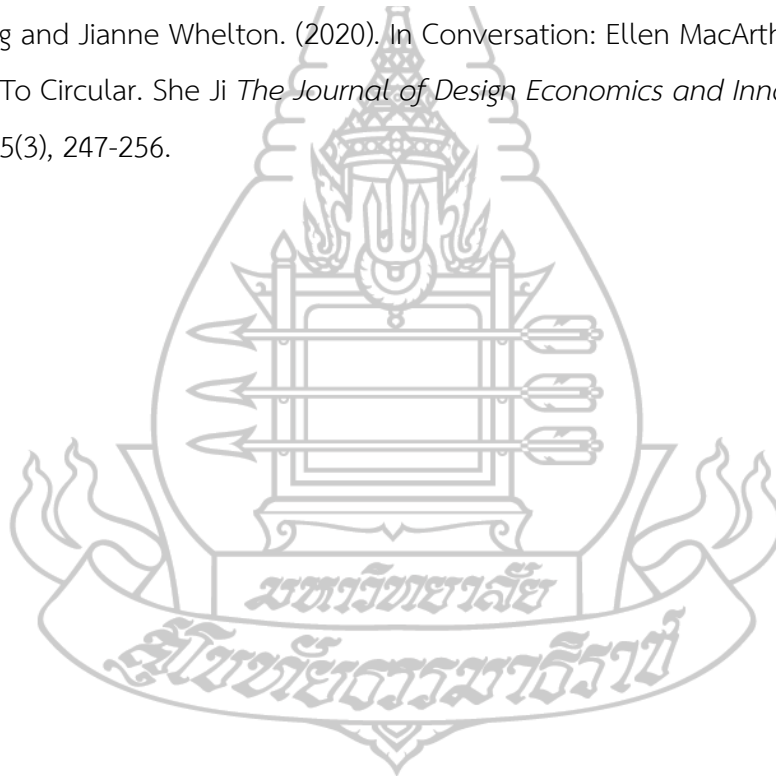 g and Jianne Whelton. (2020). In Conversation: Ellen MacArth
To Circular. She Ji The Journal of Design Economics and Inno
5(3), 247-256.
มหาวิทยาลัย
สุโขทัยธรรมาธิราช